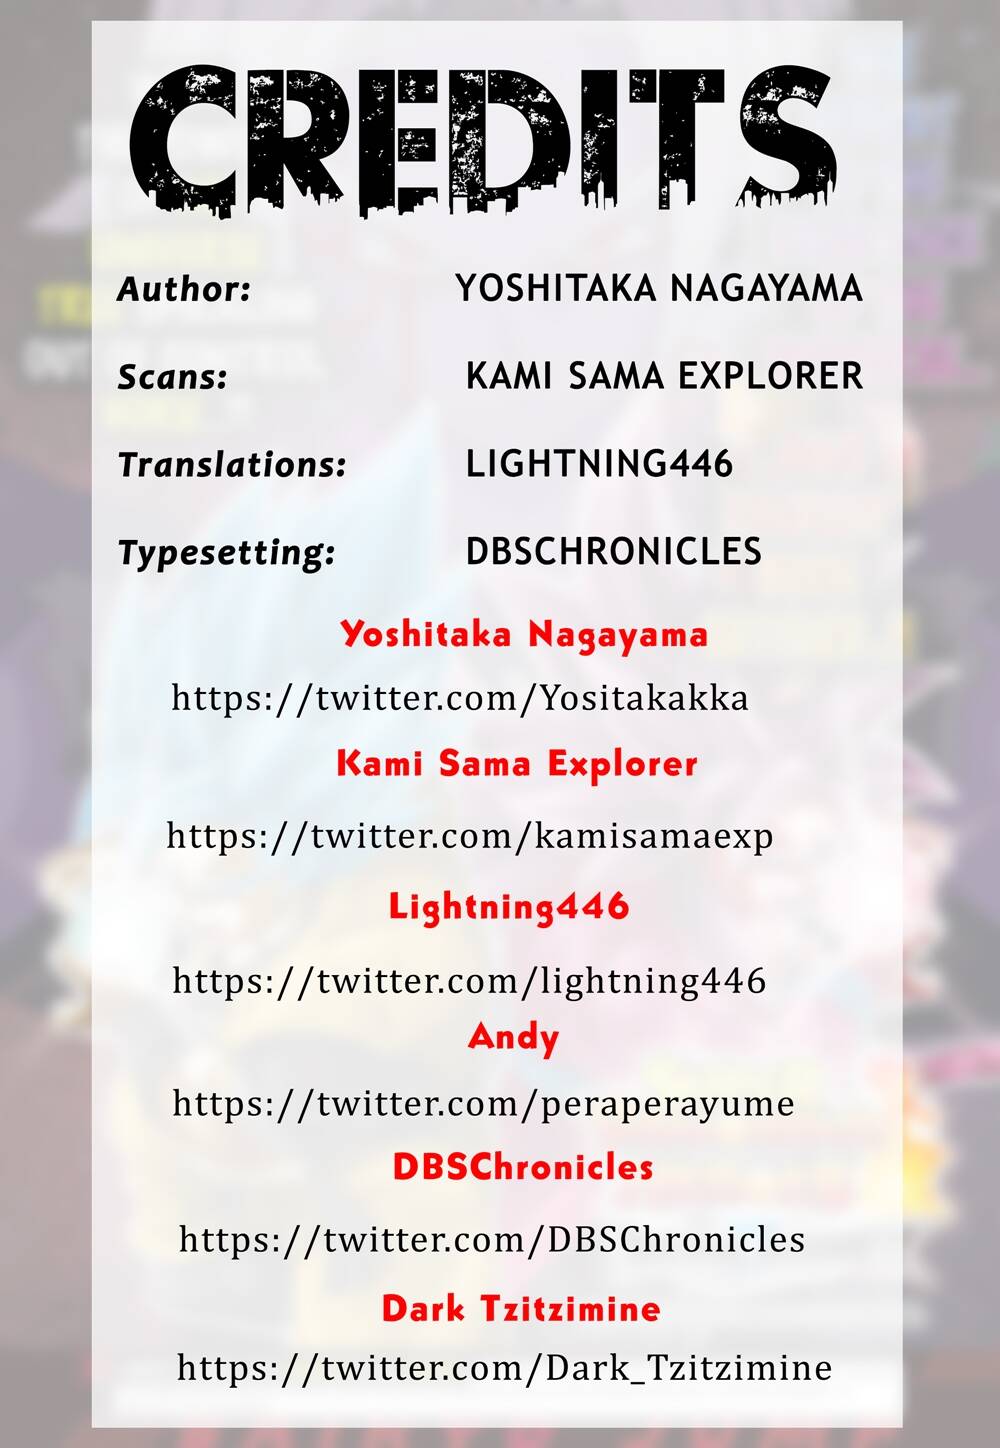 CREDITS
Author: YOSHITAKA NAGAYAMA
Scans: KAMI SAMA EXPLORER
Translations: LIGHTNING446
Typesetting: DBSCHRONICLES
Yoshitaka Nagayama
https://twitter.com/Yositakakka
Kami Sama Explorer
https://twitter.com/kamisamaexp
Lightning446
https://twitter.com/lightning446
Andy
https://twitter.com/peraperayume
DBSChronicles
https://twitter.com/DBSChronicles
Dark Tzitzimine
https://twitter.com/Dark_Tzitzimine